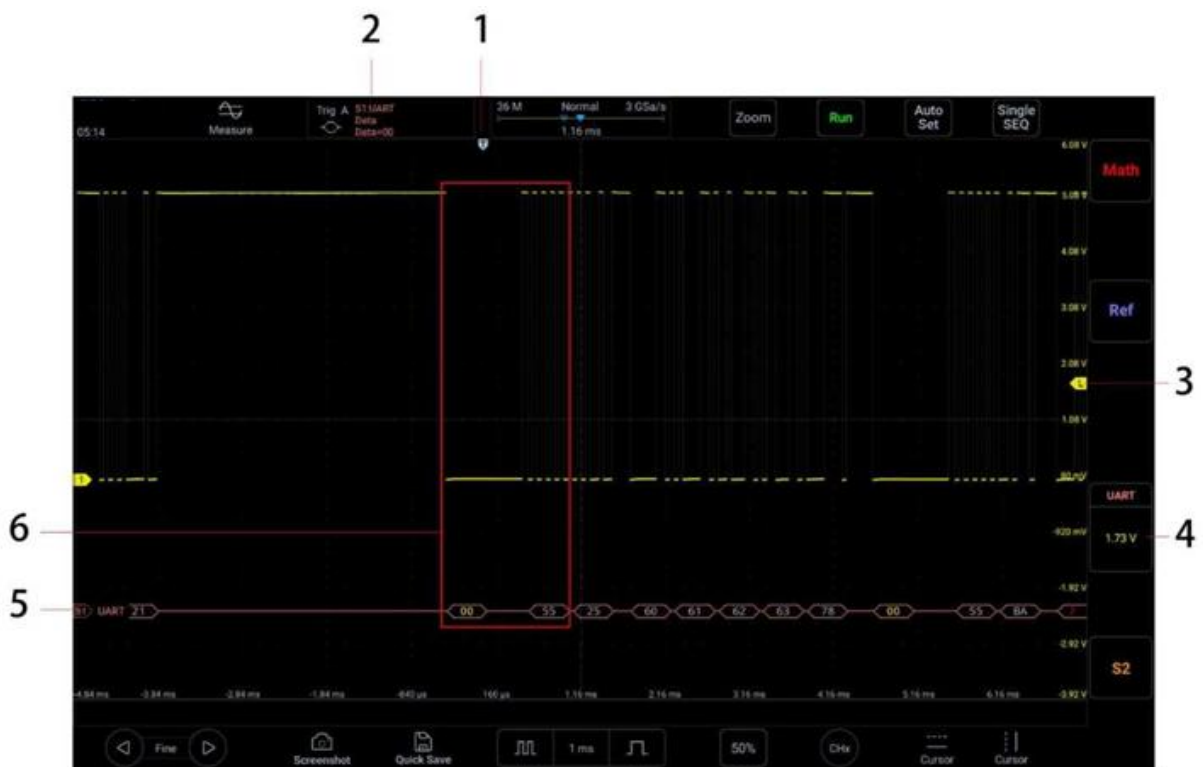 2 1
05:14
Measure
Trig A
S1:UART
Data
Data=00
36 M Normal 3 GSa/s
1.16 ms
Zoom
Run
Auto
Set
Single
SEQ
T
6.08 V
Math
5.08 V
4.08 V
3.08 V
Ref
2.08 V
L
3
1.08 V
1
80 mV
UART
6
-920 mV
1.73 V
4
-1.92 V
5
S1 UART 21 00 55 25 60 61 62 63 78 00 55 BA ?
-2.92 V
S2
-4.84 ms -3.84 ms -2.84 ms -1.84 ms -840 µs 160 µs 1.16 ms 2.16 ms 3.16 ms 4.16 ms 5.16 ms 6.16 ms -3.92 V
Fine
Screenshot
Quick Save
1 ms
50%
CHx
Cursor
Cursor